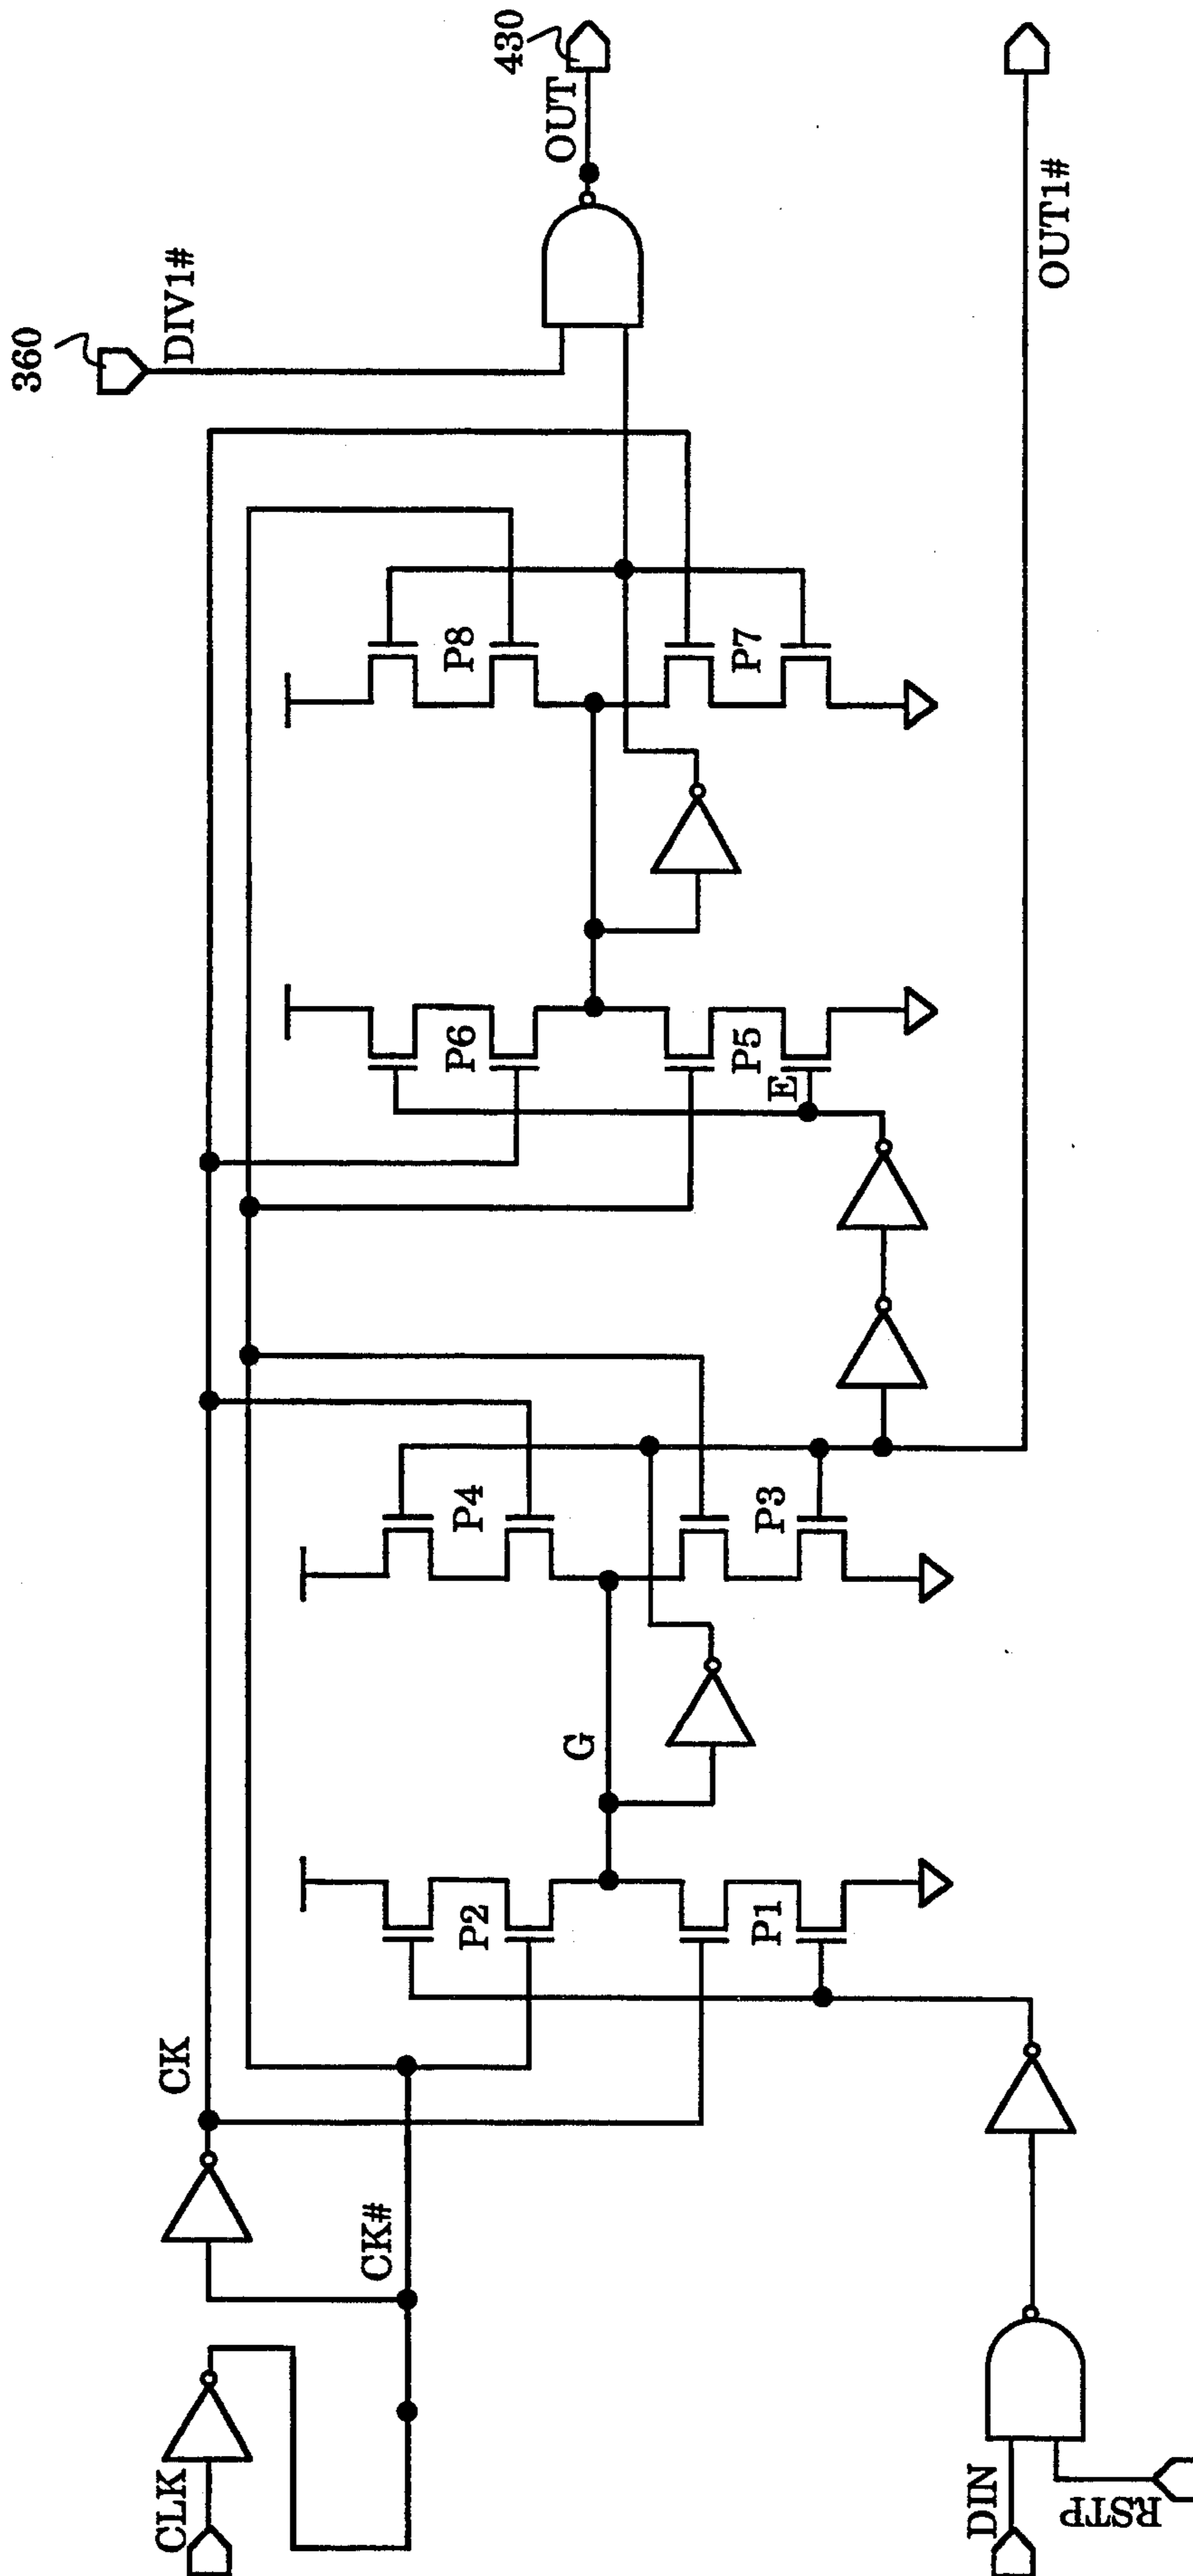 360
DIV1#
430
OUT
CK
P8
P6
P4
P2
CK#
CLK
P7
P5
E
P3
G
P1
OUT1#
DIN
RSTP